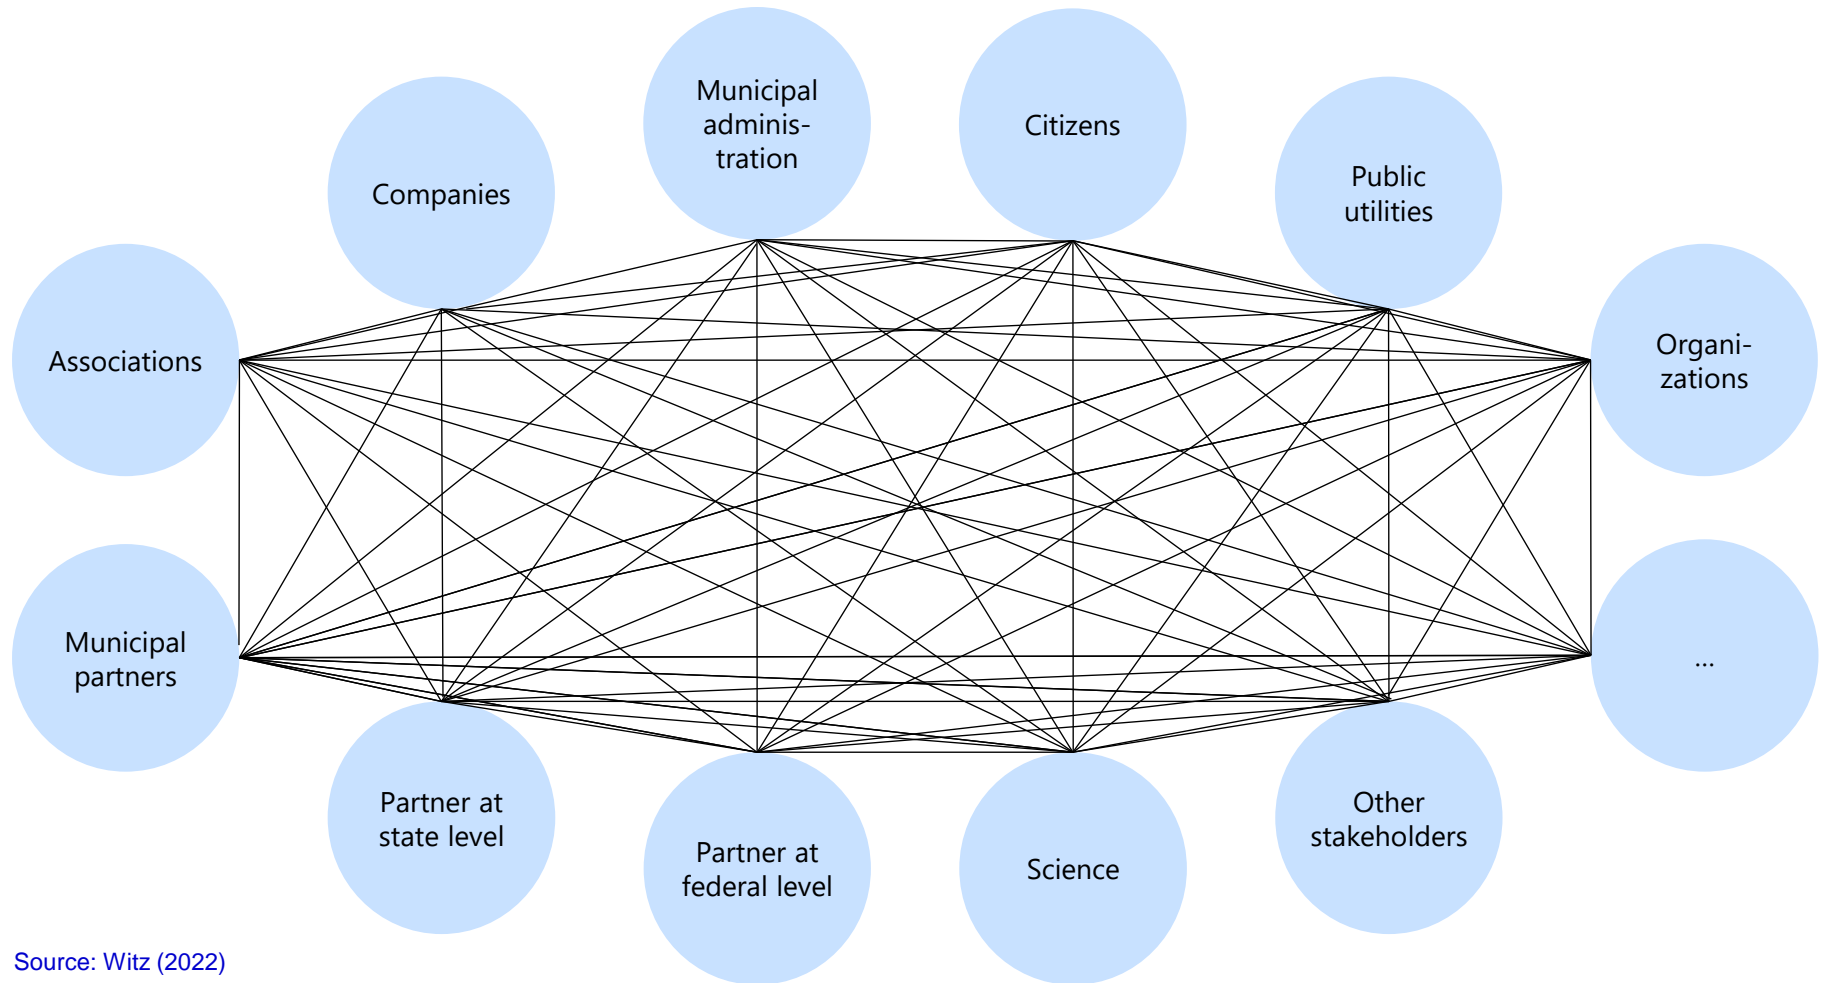 Municipal
adminis-
tration
Citizens
Companies
Public
utilities
Associations
Organi-
zations
Municipal
partners
...
Partner at
state level
Other
stakeholders
Partner at
federal level
Science
Source: Witz (2022)